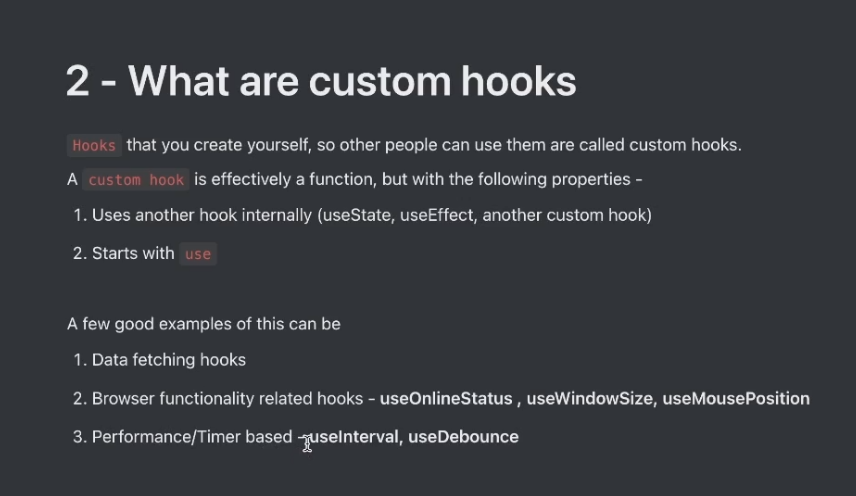 2 - What are custom hooks
Hooks that you create yourself, so other people can use them are called custom hooks.
A custom hook is effectively a function, but with the following properties -
1. Uses another hook internally (useState, useEffect, another custom hook)
2. Starts with use
A few good examples of this can be
1. Data fetching hooks
2. Browser functionality related hooks - useOnlineStatus , useWindowSize, useMousePosition
3. Performance/Timer based - useInterval, useDebounce